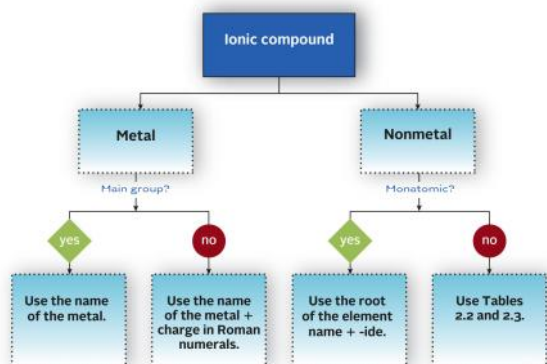 Ionic compound
Metal
Nonmetal
Main group?
Monatomic?
yes
no
yes
no
Use the name
of the metal.
Use the name
of the metal +
charge in Roman
numerals.
Use the root
of the element
name + -ide.
Use Tables
2.2 and 2.3.